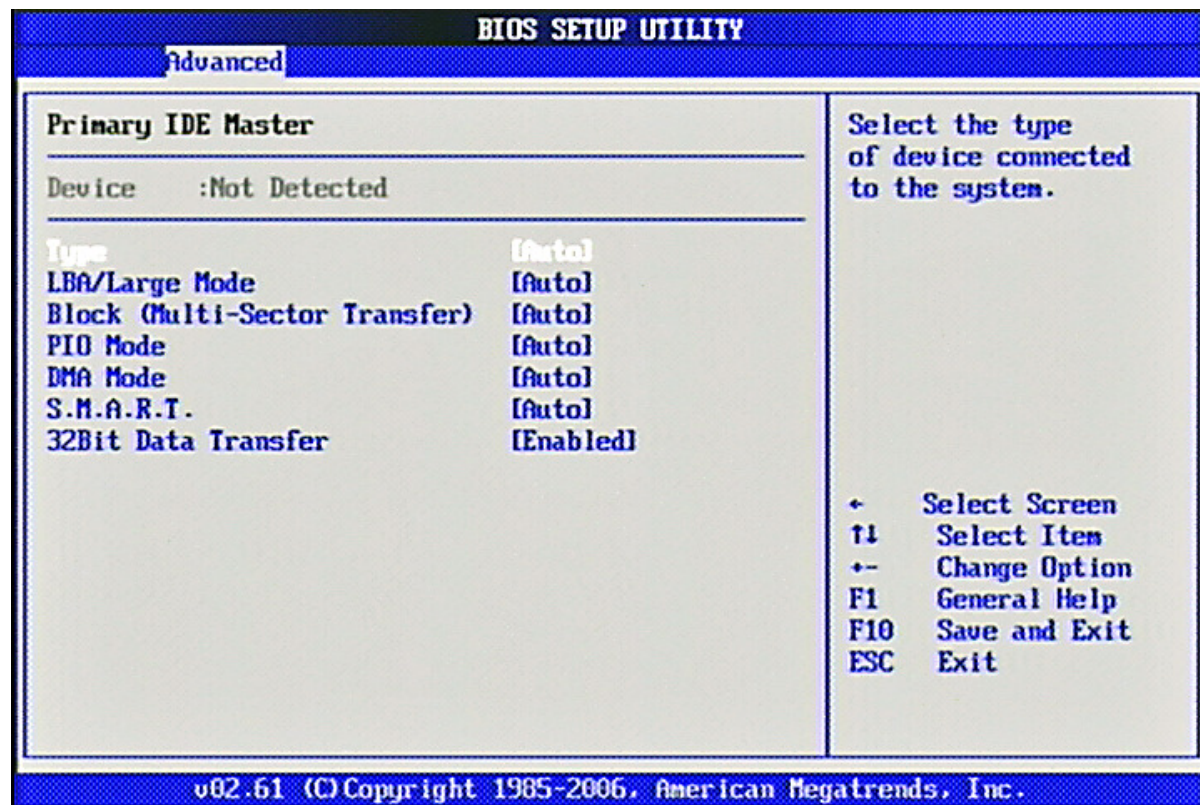 BIOS SETUP UTILITY
Advanced
Primary IDE Master
Device :Not Detected
Type [Auto]
LBA/Large Mode [Auto]
Block (Multi-Sector Transfer) [Auto]
PIO Mode [Auto]
DMA Mode [Auto]
S.M.A.R.T. [Auto]
32Bit Data Transfer [Enabled]
Select the type
of device connected
to the system.
← Select Screen
↑↓ Select Item
+- Change Option
F1 General Help
F10 Save and Exit
ESC Exit
v02.61 (C)Copyright 1985-2006, American Megatrends, Inc.